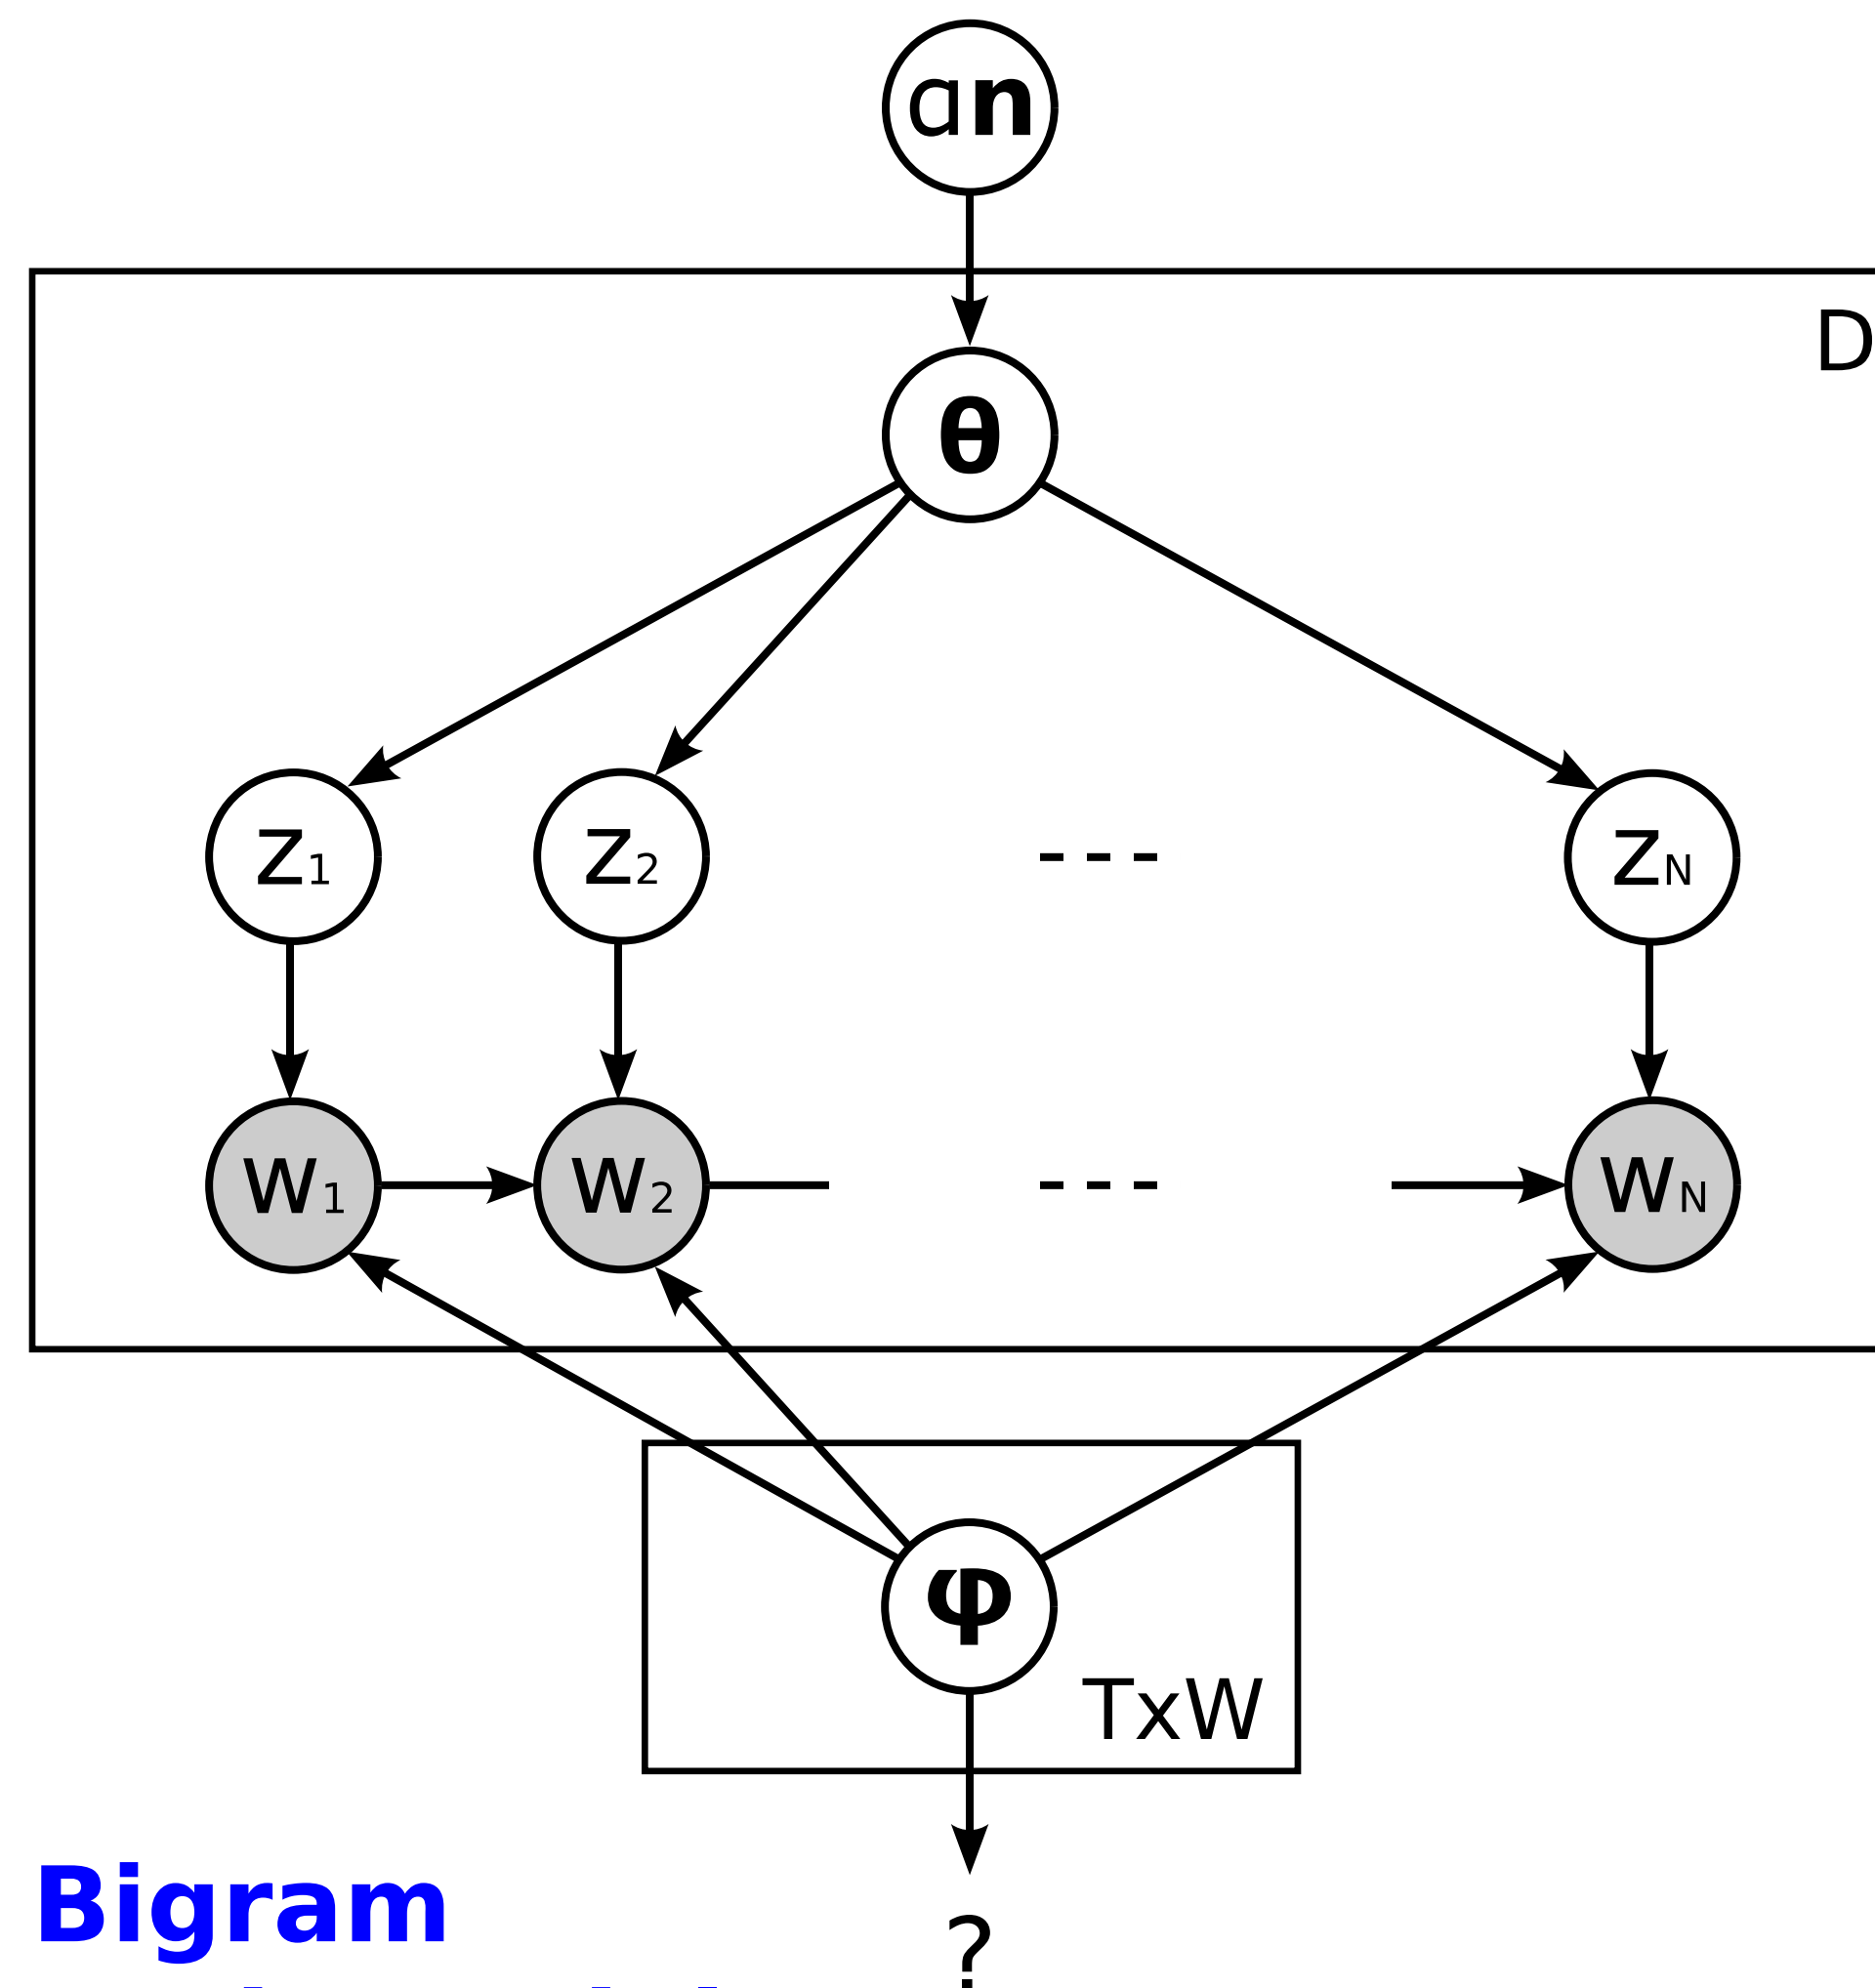 αn
D
θ
z1 z2 zN
w1 w2 wN
φ
TxW
Bigram
?